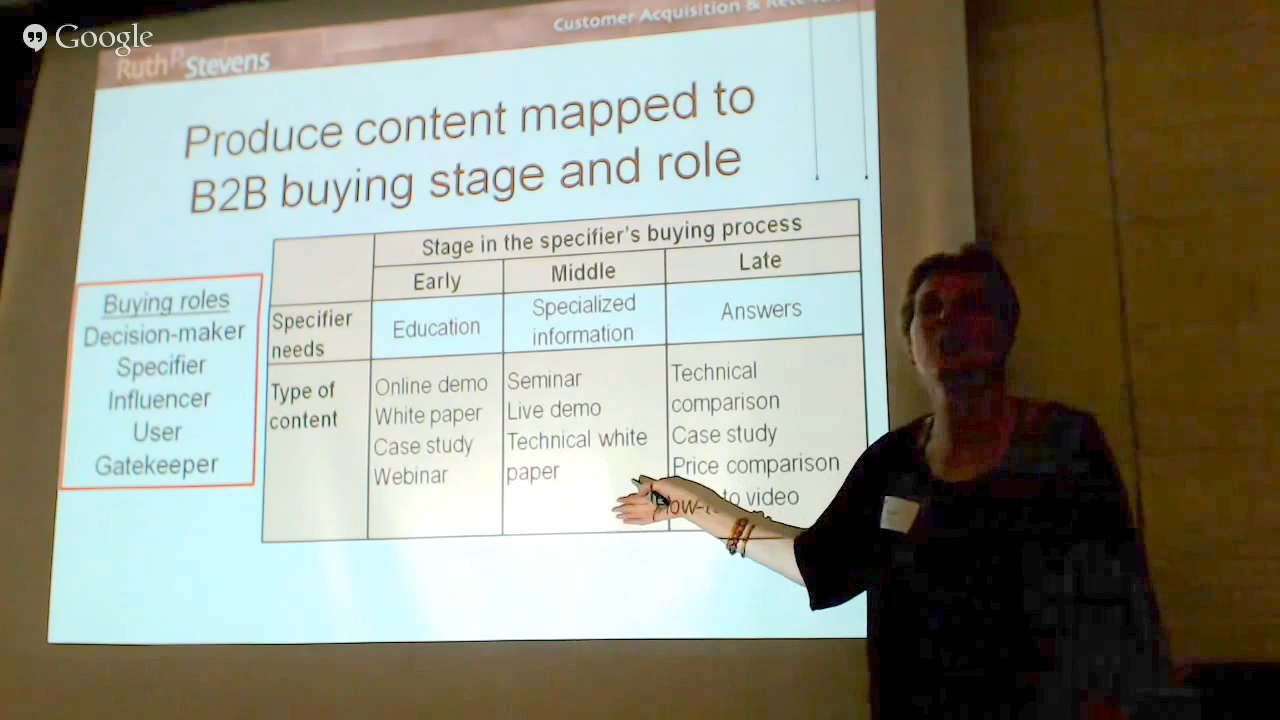 Google
Customer Acquisition &
Ruth P. Stevens
Produce content mapped to
B2B buying stage and role
Buying roles
Decision-maker
Specifier
Influencer
User
Gatekeeper
Stage in the specifier's buying process
Early
Middle
Late
Specifier
needs
Education
Specialized
information
Answers
Type of
content
Online demo
White paper
Case study
Webinar
Seminar
Live demo
Technical white
paper
Technical
comparison
Case study
Price comparison
How-to video